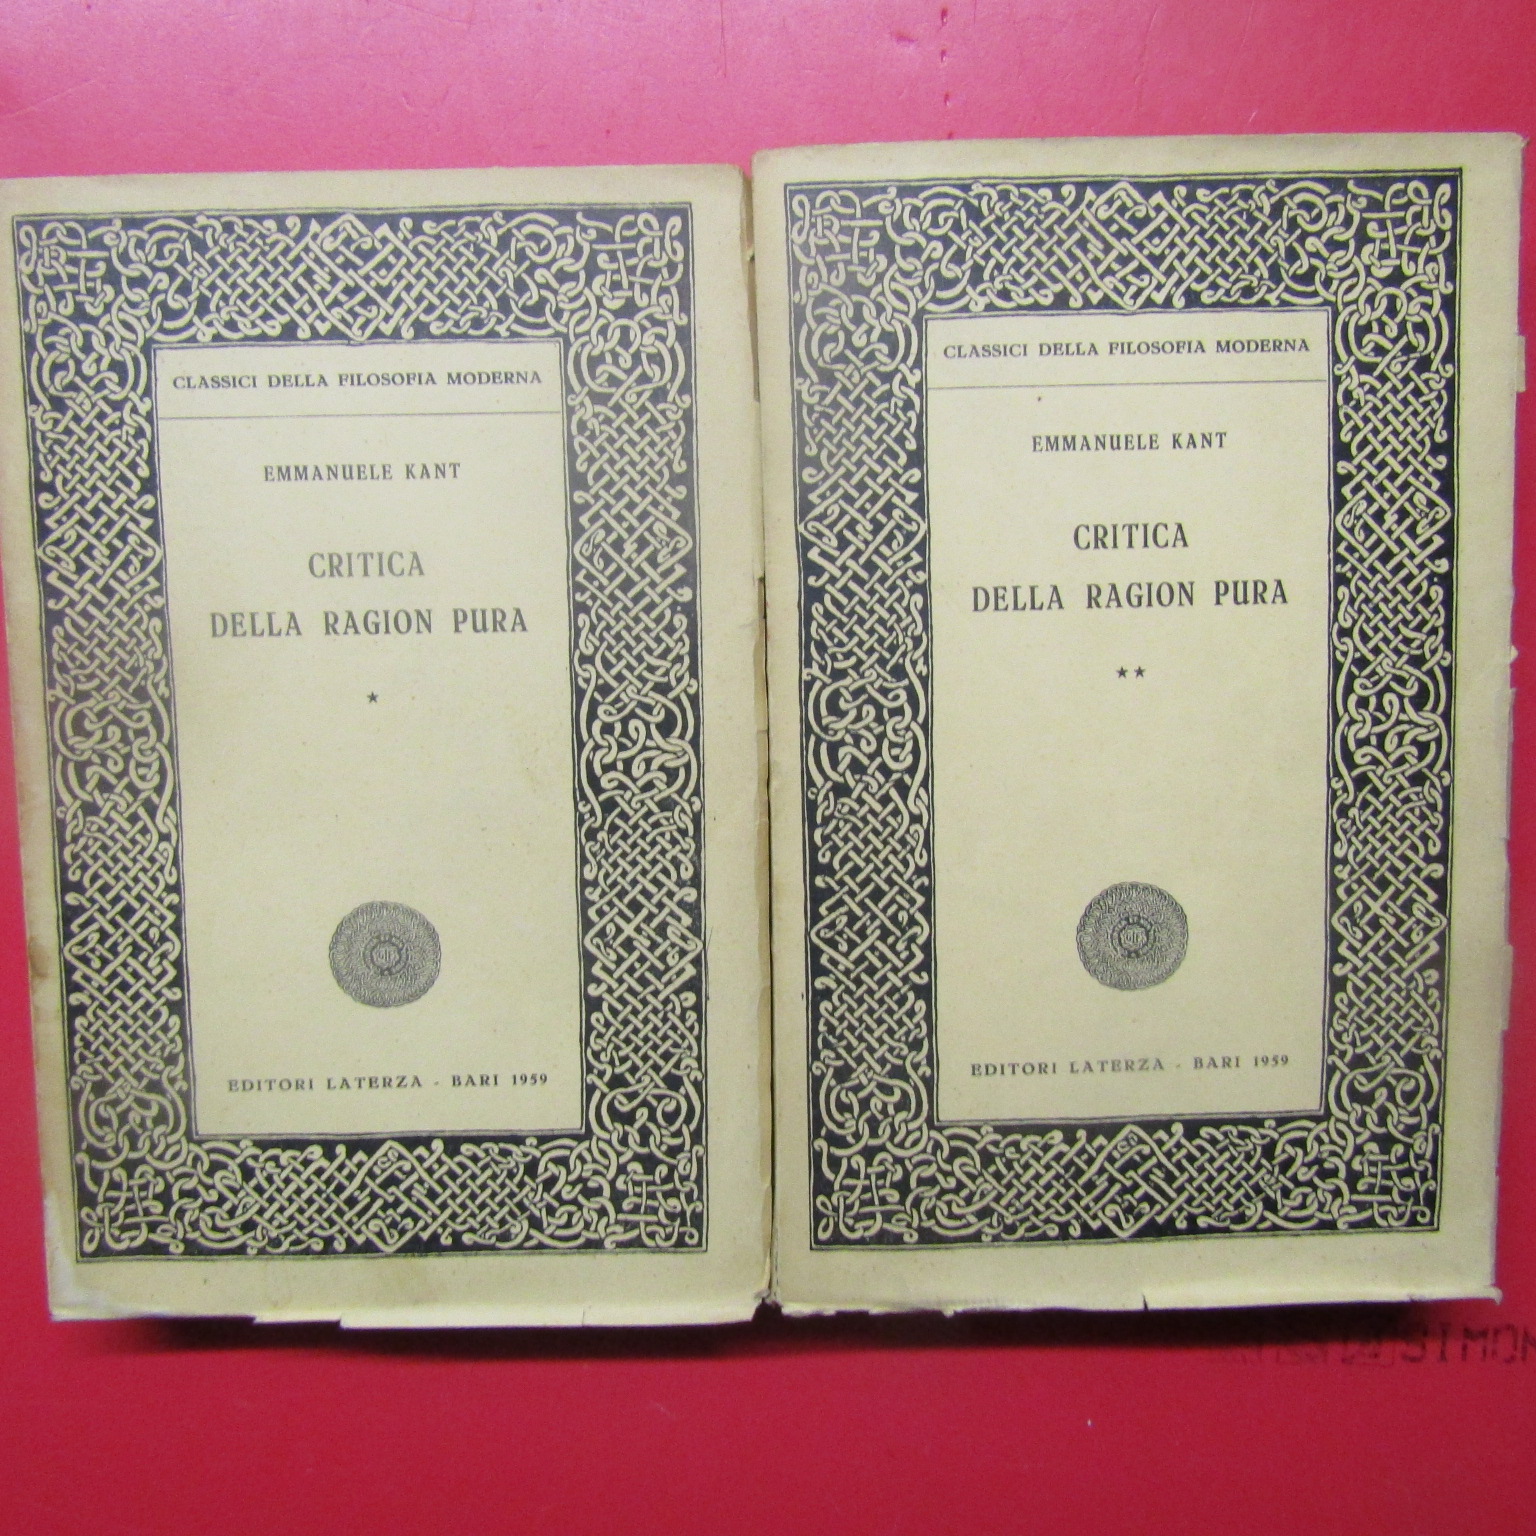 CLASSICI DELLA FILOSOFIA MODERNA
EMMANUELE KANT
CRITICA
DELLA RAGION PURA
★
EDITORI LATERZA - BARI 1959
CLASSICI DELLA FILOSOFIA MODERNA
EMMANUELE KANT
CRITICA
DELLA RAGION PURA
★★
EDITORI LATERZA - BARI 1959